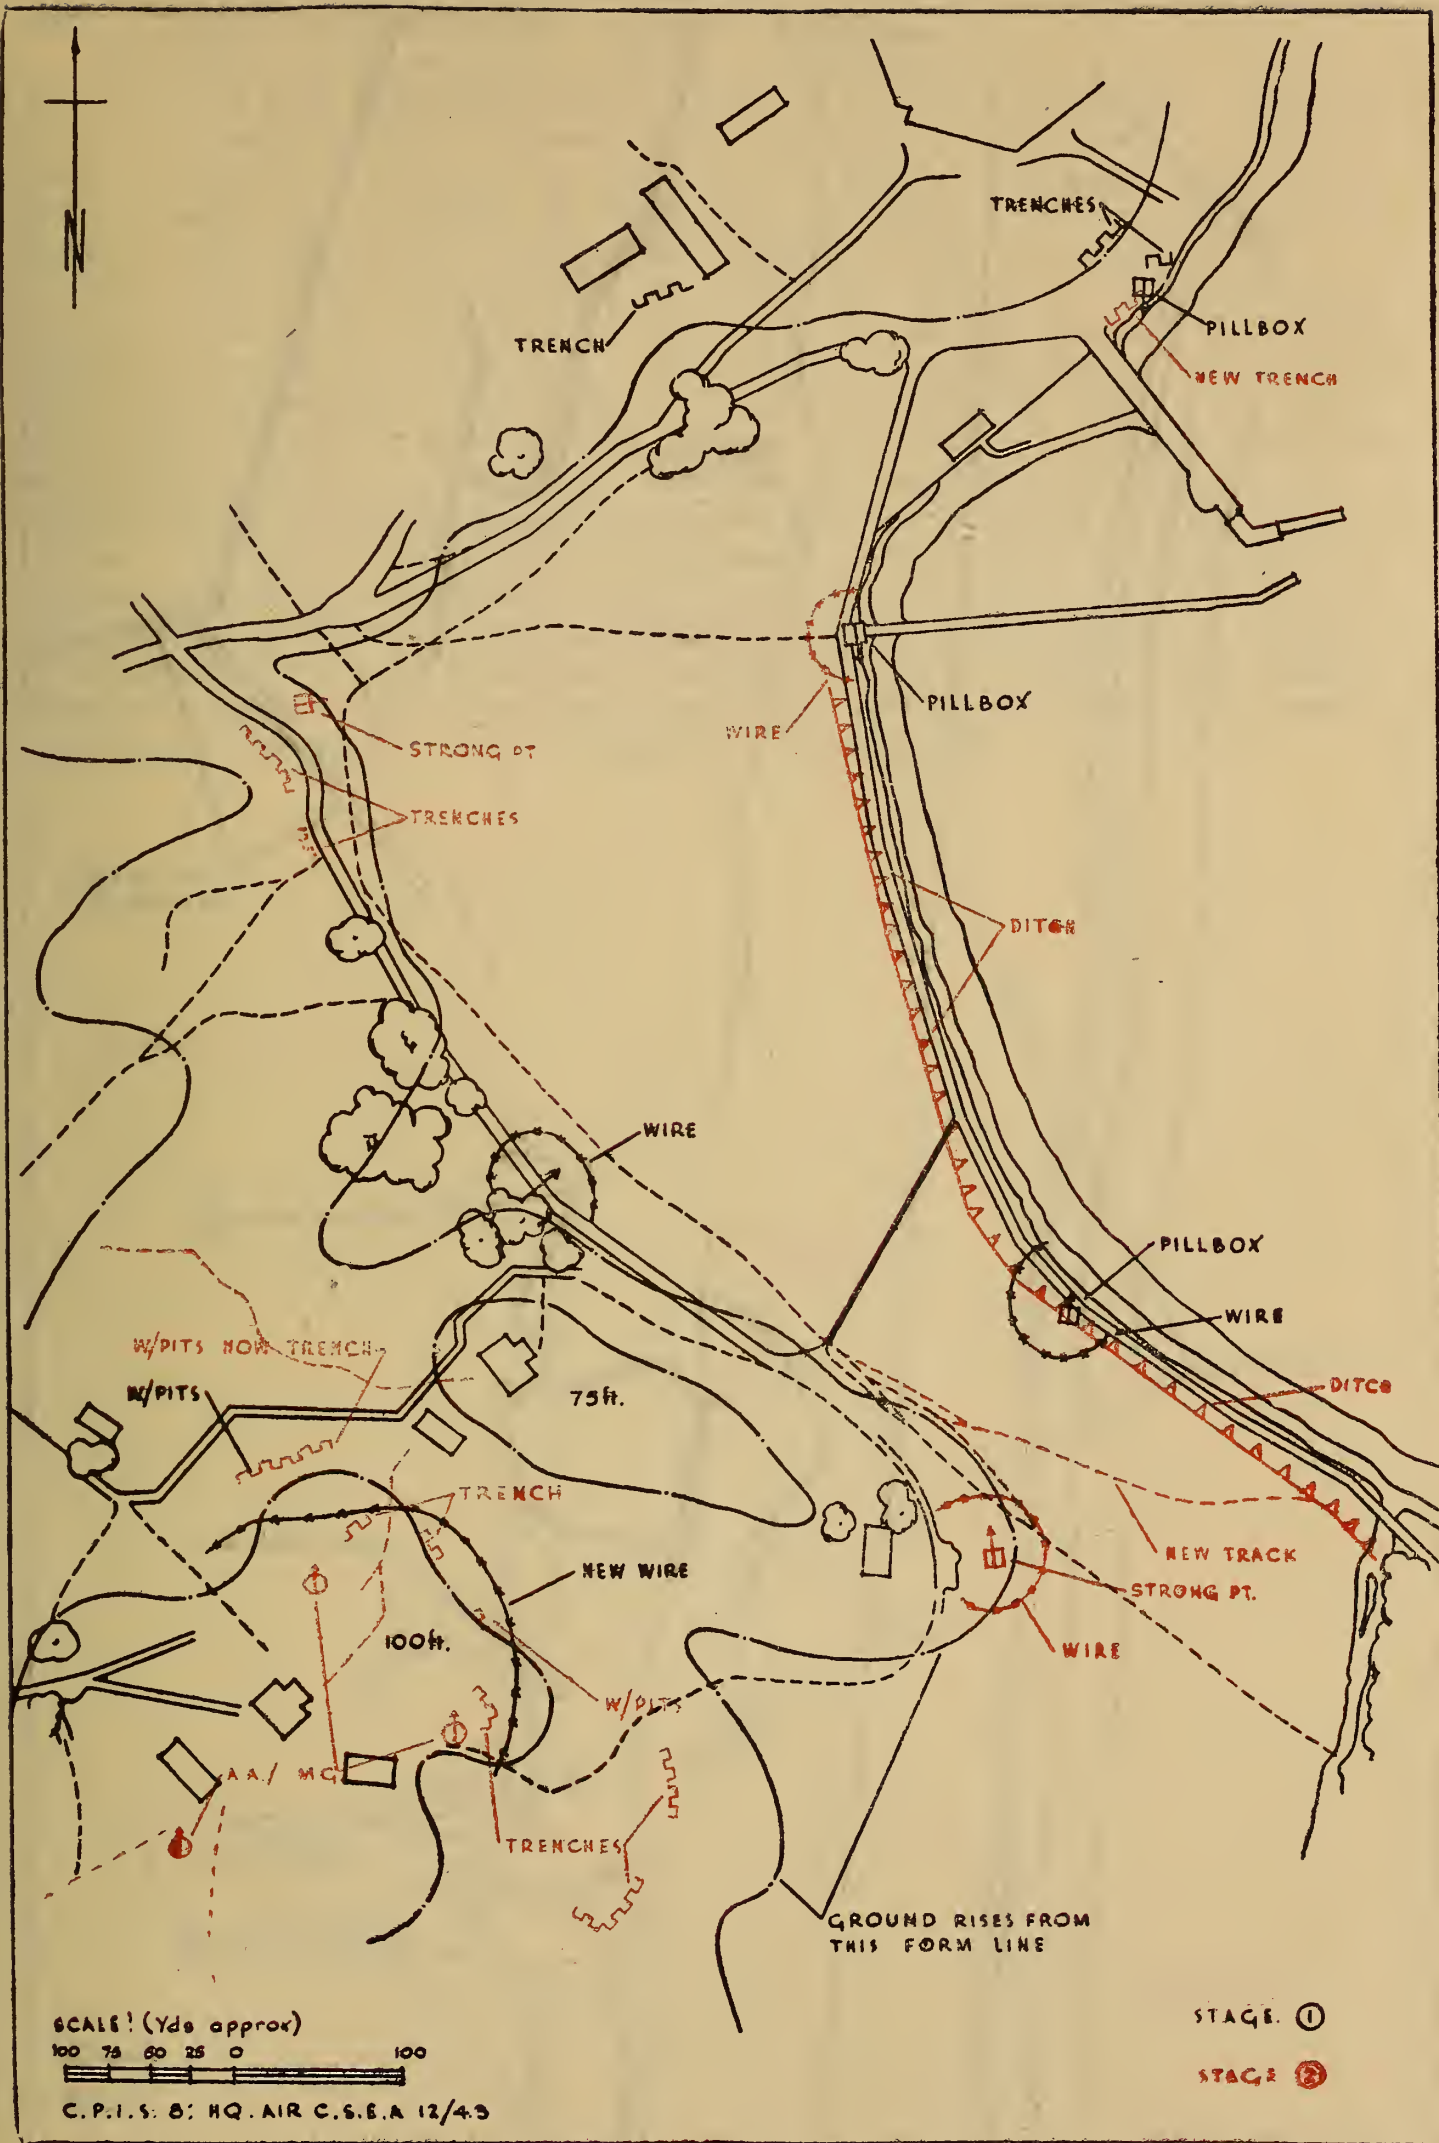 N
TRENCHES
PILLBOX
NEW TRENCH
TRENCH
PILLBOX
WIRE
STRONG PT
TRENCHES
DITCH
WIRE
PILLBOX
WIRE
DITCH
W/PITS NOW TRENCH
W/PITS
75ft.
TRENCH
NEW WIRE
NEW TRACK
STRONG PT.
WIRE
100ft.
W/PITS
AA/ MG
TRENCHES
GROUND RISES FROM
THIS FORM LINE
SCALE: (Yds approx)
100 75 50 25 0 100
C.P.I.S. 8: HQ. AIR C.S.E.A 12/43
STAGE. 1
STAGE 2